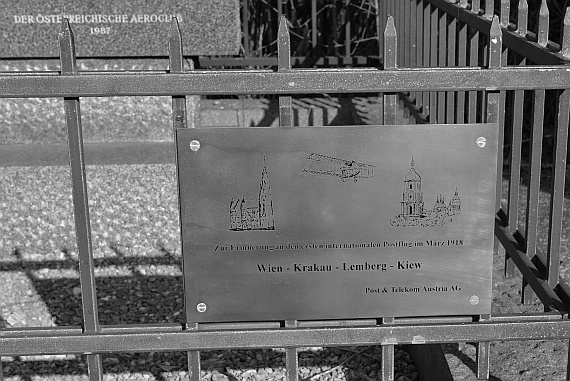 DER ÖSTERREICHISCHE AEROCLUB
1987
Zur Erinnerung an den ersten internationalen Postflug im März 1918
Wien - Krakau - Lemberg - Kiew
Post & Telekom Austria AG